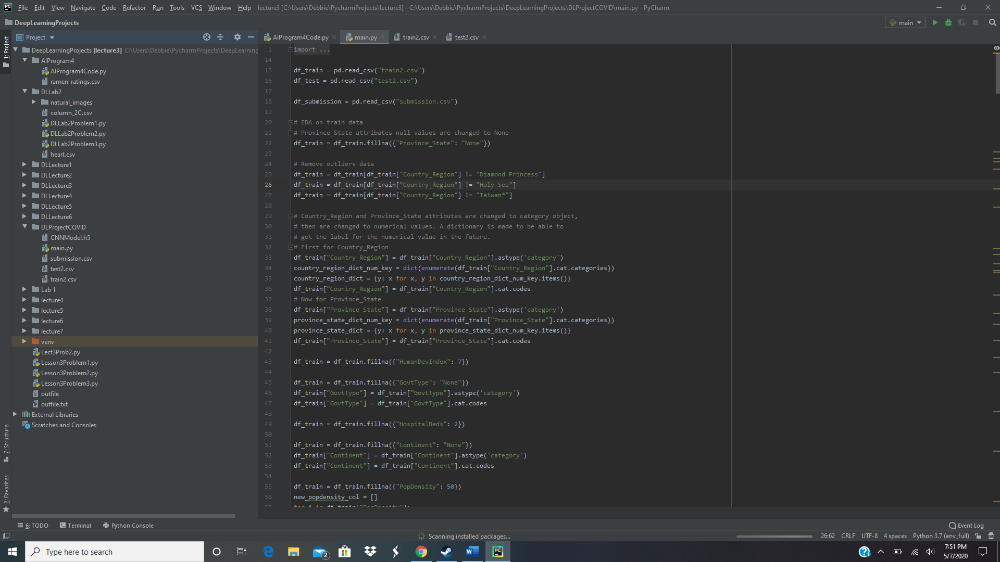 File Edit View Navigate Code Refactor Run Tools VCS Window Help lecture3 [C:\Users\Debbie\PycharmProjects\lecture3] - C:\Users\Debbie\PycharmProjects\DeepLearningProjects\DLProjectCOVID\main.py - PyCharm
DeepLearningProjects
main
Project
AIProgram4Code.py main.py train2.csv test2.csv
1: Project
DeepLearningProjects [lecture3] C:\Users\Debbie\PycharmProjects\DeepLearning
AIProgram4
AIProgram4Code.py
ramen-ratings.csv
DLLab2
natural_images
column_2C.csv
DLLab2Problem1.py
DLLab2Problem2.py
DLLab2Problem3.py
heart.csv
DLLecture1
DLLecture2
DLLecture3
DLLecture4
DLLecture5
DLLecture6
DLProjectCOVID
CNNModel.h5
main.py
submission.csv
test2.csv
train2.csv
Lab 1
lecture4
lecture5
lecture6
lecture7
venv
Lect3Prob2.py
Lesson3Problem1.py
Lesson3Problem2.py
Lesson3Problem3.py
outfile
outfile.txt
External Libraries
Scratches and Consoles
7: Structure
2: Favorites
1 import ...
14
15 df_train = pd.read_csv("train2.csv")
16 df_test = pd.read_csv("test2.csv")
17
18 df_submission = pd.read_csv("submission.csv")
19
20 # EDA on train data
21 # Province_State attributes null values are changed to None
22 df_train = df_train.fillna({"Province_State": "None"})
23
24 # Remove outliers data
25 df_train = df_train[df_train["Country_Region"] != "Diamond Princess"]
26 df_train = df_train[df_train["Country_Region"] != "Holy See"]
27 df_train = df_train[df_train["Country_Region"] != "Taiwan*"]
28
29 # Country_Region and Province_State attributes are changed to category object,
30 # then are changed to numerical values. A dictionary is made to be able to
31 # get the label for the numerical value in the future.
32 # First for Country_Region
33 df_train["Country_Region"] = df_train["Country_Region"].astype('category')
34 country_region_dict_num_key = dict(enumerate(df_train["Country_Region"].cat.categories))
35 country_region_dict = {y: x for x, y in country_region_dict_num_key.items()}
36 df_train["Country_Region"] = df_train["Country_Region"].cat.codes
37 # Now for Province_State
38 df_train["Province_State"] = df_train["Province_State"].astype('category')
39 province_state_dict_num_key = dict(enumerate(df_train["Province_State"].cat.categories))
40 province_state_dict = {y: x for x, y in province_state_dict_num_key.items()}
41 df_train["Province_State"] = df_train["Province_State"].cat.codes
42
43 df_train = df_train.fillna({"HumanDevIndex": 7})
44
45 df_train = df_train.fillna({"GovtType": "None"})
46 df_train["GovtType"] = df_train["GovtType"].astype('category')
47 df_train["GovtType"] = df_train["GovtType"].cat.codes
48
49 df_train = df_train.fillna({"HospitalBeds": 2})
50
51 df_train = df_train.fillna({"Continent": "None"})
52 df_train["Continent"] = df_train["Continent"].astype('category')
53 df_train["Continent"] = df_train["Continent"].cat.codes
54
55 df_train = df_train.fillna({"PopDensity": 50})
56 new_popdensity_col = []
57 for i in df_train["PopDensity"]:
6: TODO Terminal Python Console Event Log
Scanning installed packages... 26:62 CRLF UTF-8 4 spaces Python 3.7 (env_full)
Type here to search
2
7:51 PM
5/7/2020